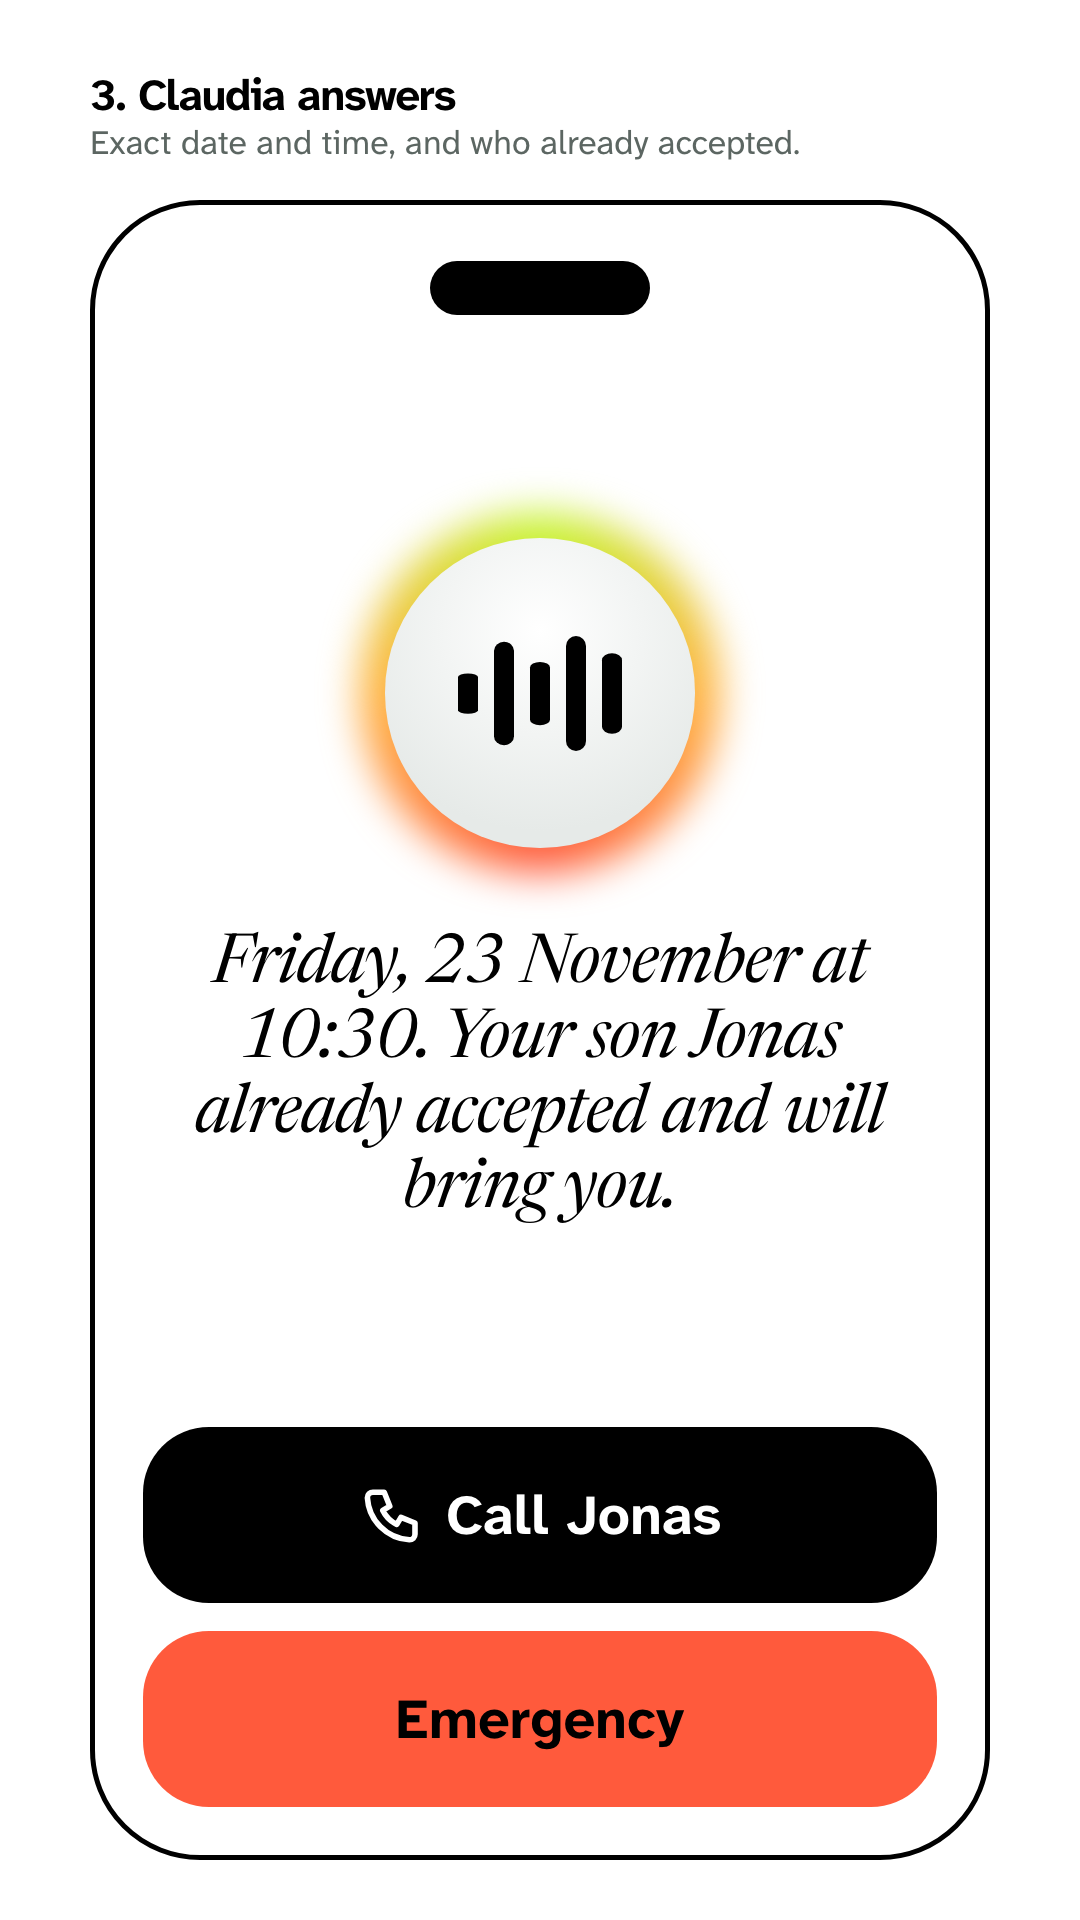 3. Claudia answers
Exact date and time, and who already accepted.
Friday, 23 November at
10:30. Your son Jonas
already accepted and will
bring you.
Call Jonas
Emergency